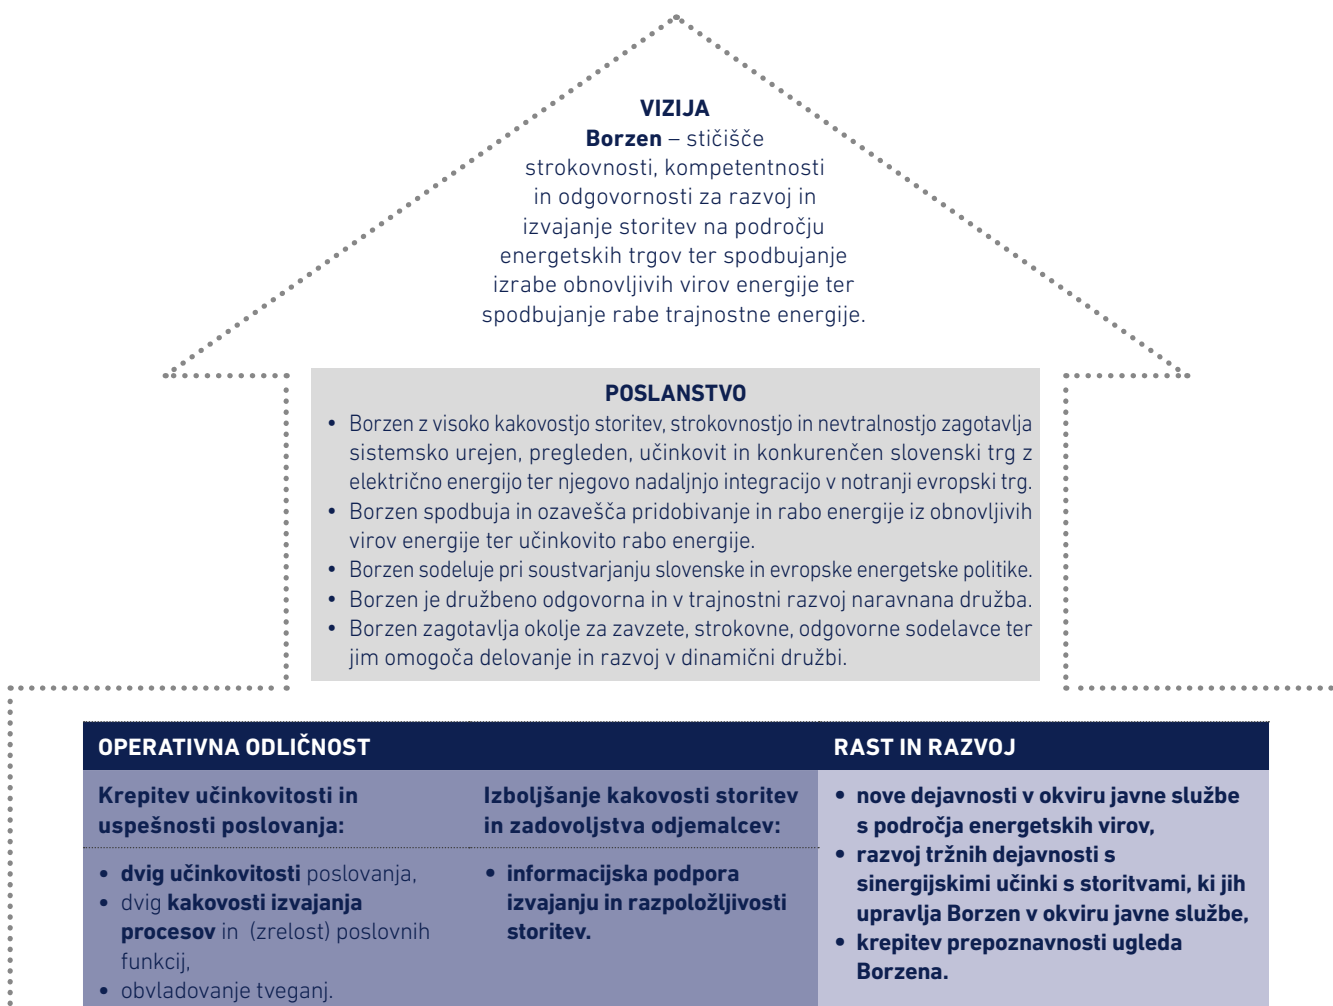 VIZIJA
Borzen – stičišče
strokovnosti, kompetentnosti
in odgovornosti za razvoj in
izvajanje storitev na področju
energetskih trgov ter spodbujanje
izrabe obnovljivih virov energije ter
spodbujanje rabe trajnostne energije.
POSLANSTVO
• Borzen z visoko kakovostjo storitev, strokovnostjo in nevtralnostjo zagotavlja
sistemsko urejen, pregleden, učinkovit in konkurenčen slovenski trg z
električno energijo ter njegovo nadaljnjo integracijo v notranji evropski trg.
• Borzen spodbuja in ozavešča pridobivanje in rabo energije iz obnovljivih
virov energije ter učinkovito rabo energije.
• Borzen sodeluje pri soustvarjanju slovenske in evropske energetske politike.
• Borzen je družbeno odgovorna in v trajnostni razvoj naravnana družba.
• Borzen zagotavlja okolje za zavzete, strokovne, odgovorne sodelavce ter
jim omogoča delovanje in razvoj v dinamični družbi.
OPERATIVNA ODLIČNOST
Krepitev učinkovitosti in
uspešnosti poslovanja:
• dvig učinkovitosti poslovanja,
• dvig kakovosti izvajanja
procesov in (zrelost) poslovnih
funkcij,
• obvladovanje tveganj.
Izboljšanje kakovosti storitev
in zadovoljstva odjemalcev:
• informacijska podpora
izvajanju in razpoložljivosti
storitev.
RAST IN RAZVOJ
• nove dejavnosti v okviru javne službe
s področja energetskih virov,
• razvoj tržnih dejavnosti s
sinergijskimi učinki s storitvami, ki jih
upravlja Borzen v okviru javne službe,
• krepitev prepoznavnosti ugleda
Borzena.